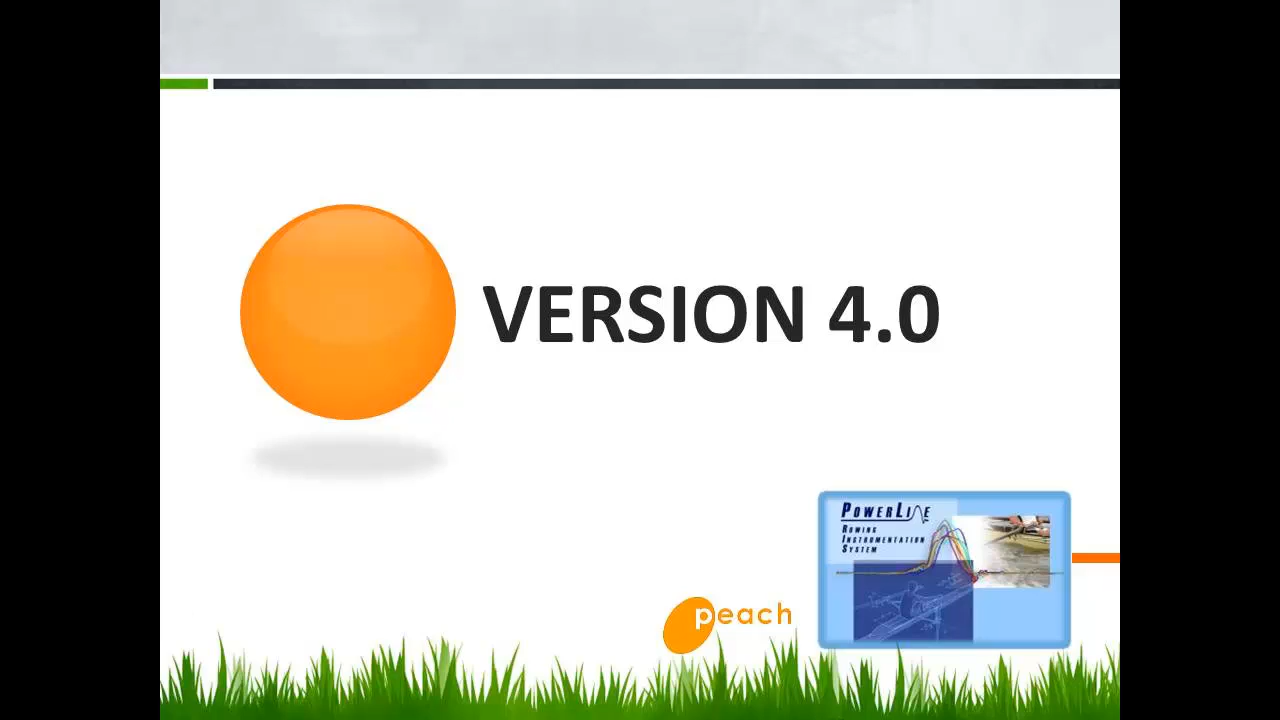 VERSION 4.0
POWERLINE
ROWING
INSTRUMENTATION
SYSTEM
peach